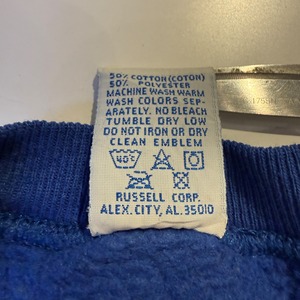 50% COTTON (COTON)
50% POLYESTER
MACHINE WASH WARM
WASH COLORS SEP-
ARATELY. NO BLEACH
TUMBLE DRY LOW
DO NOT IRON OR DRY
CLEAN EMBLEM
40°C
RUSSELL CORP.
ALEX. CITY, AL. 35010